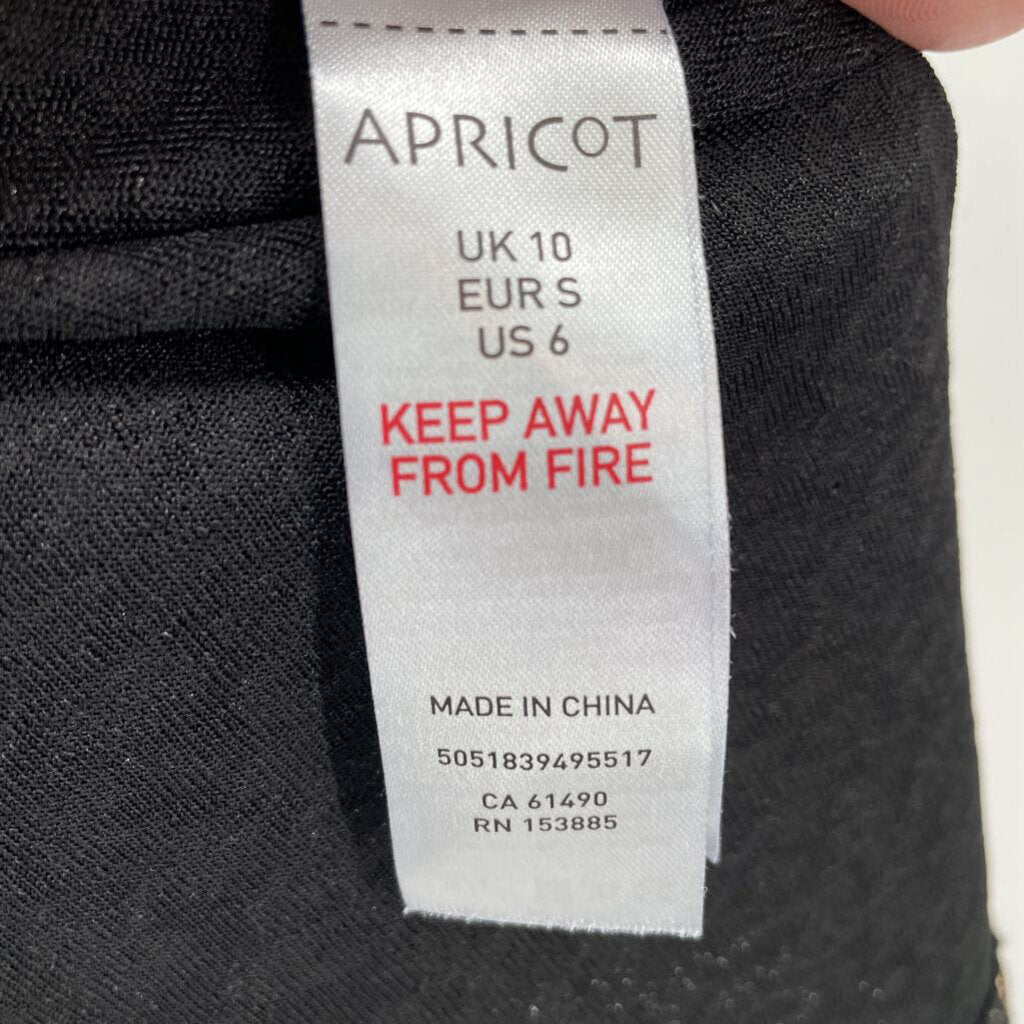 APRICOT
UK 10
EUR S
US 6
KEEP AWAY
FROM FIRE
MADE IN CHINA
5051839495517
CA 61490
RN 153885